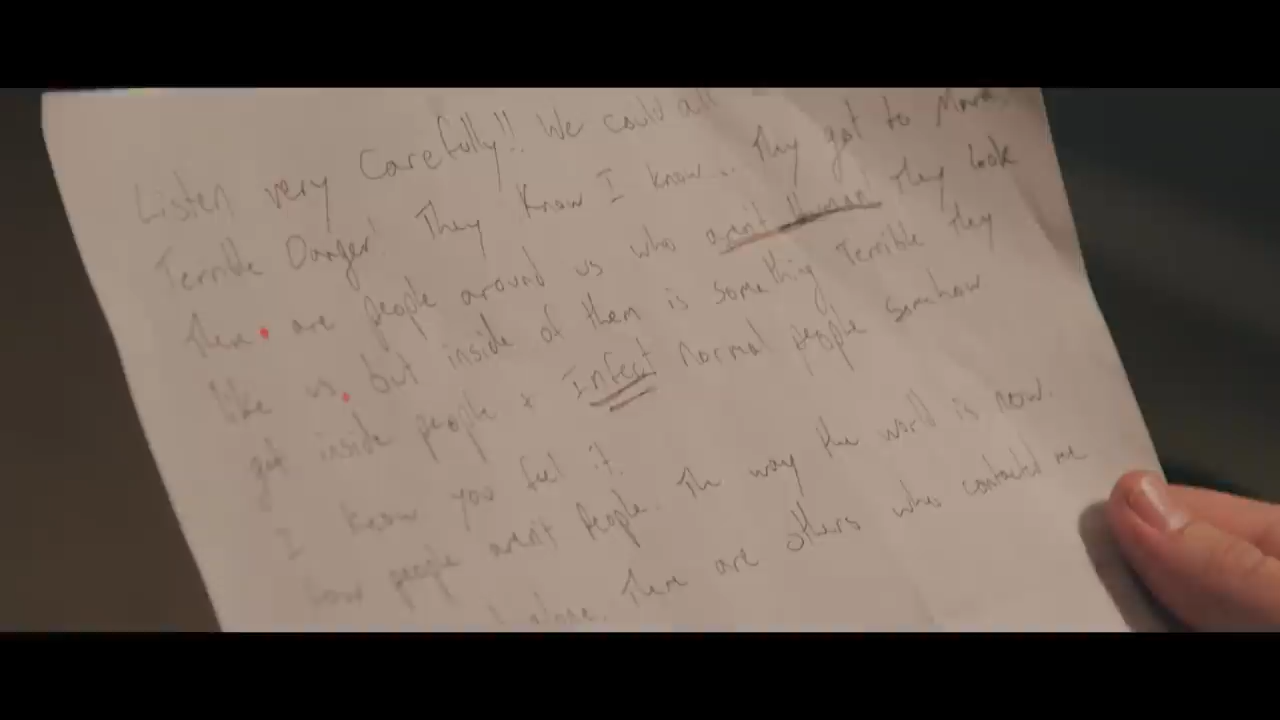 Listen very Carefully!! We could all
Terrible Danger! They Know I know... They got to Mara.
There are people around us who aren't Human They look
like us, but inside of them is something Terrible They
get inside people + Infect normal people somehow
I know you feel it.
how people aren't People. The way the world is now.
alone. There are others who contacted me